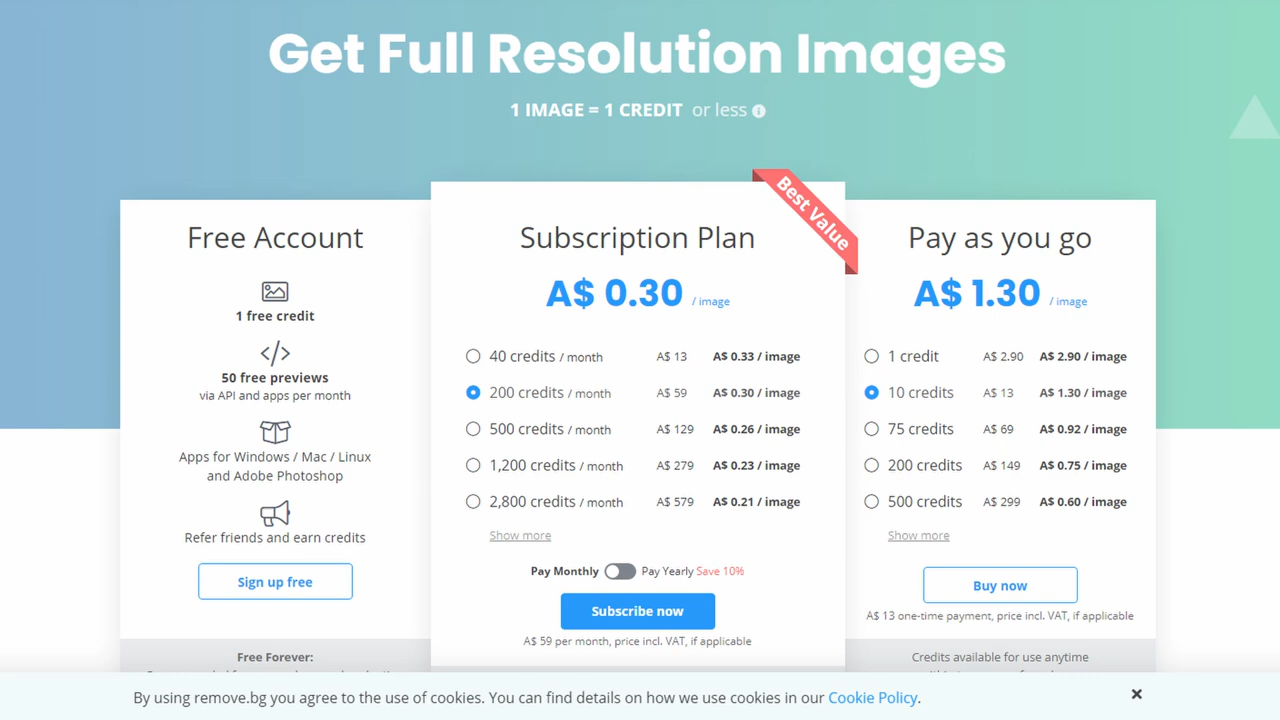 Get Full Resolution Images
1 IMAGE = 1 CREDIT or less
Best Value
Free Account
1 free credit
50 free previews
via API and apps per month
Apps for Windows / Mac / Linux
and Adobe Photoshop
Refer friends and earn credits
Sign up free
Free Forever:
Subscription Plan
A$ 0.30 / image
40 credits / month A$ 13 A$ 0.33 / image
200 credits / month A$ 59 A$ 0.30 / image
500 credits / month A$ 129 A$ 0.26 / image
1,200 credits / month A$ 279 A$ 0.23 / image
2,800 credits / month A$ 579 A$ 0.21 / image
Show more
Pay Monthly Pay Yearly Save 10%
Subscribe now
A$ 59 per month, price incl. VAT, if applicable
Pay as you go
A$ 1.30 / image
1 credit A$ 2.90 A$ 2.90 / image
10 credits A$ 13 A$ 1.30 / image
75 credits A$ 69 A$ 0.92 / image
200 credits A$ 149 A$ 0.75 / image
500 credits A$ 299 A$ 0.60 / image
Show more
Buy now
A$ 13 one-time payment, price incl. VAT, if applicable
Credits available for use anytime
By using remove.bg you agree to the use of cookies. You can find details on how we use cookies in our Cookie Policy.